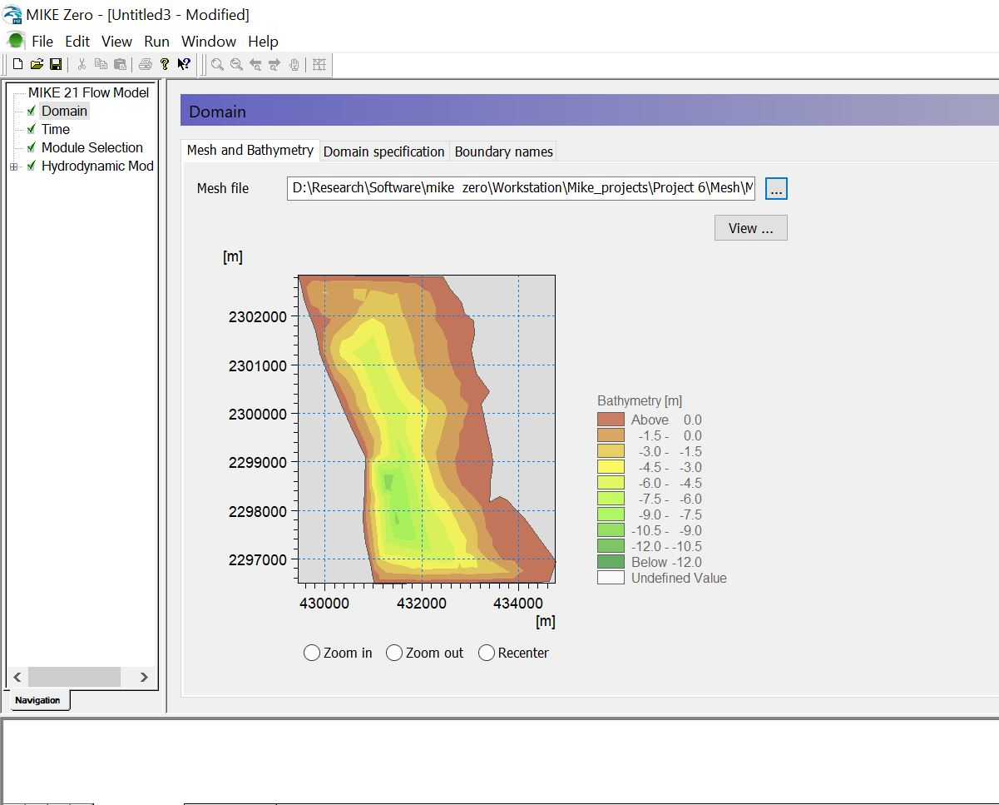 MIKE Zero - [Untitled3 - Modified]
File Edit View Run Window Help
MIKE 21 Flow Model
Domain
Time
Module Selection
Hydrodynamic Mod
Navigation
Domain
Mesh and Bathymetry Domain specification Boundary names
Mesh file D:\Research\Software\mike zero\Workstation\Mike_projects\Project 6\Mesh\M ...
View ...
[m]
2302000
2301000
2300000
2299000
2298000
2297000
430000 432000 434000
[m]
Bathymetry [m]
Above 0.0
-1.5 - 0.0
-3.0 - -1.5
-4.5 - -3.0
-6.0 - -4.5
-7.5 - -6.0
-9.0 - -7.5
-10.5 - -9.0
-12.0 - -10.5
Below -12.0
Undefined Value
Zoom in Zoom out Recenter